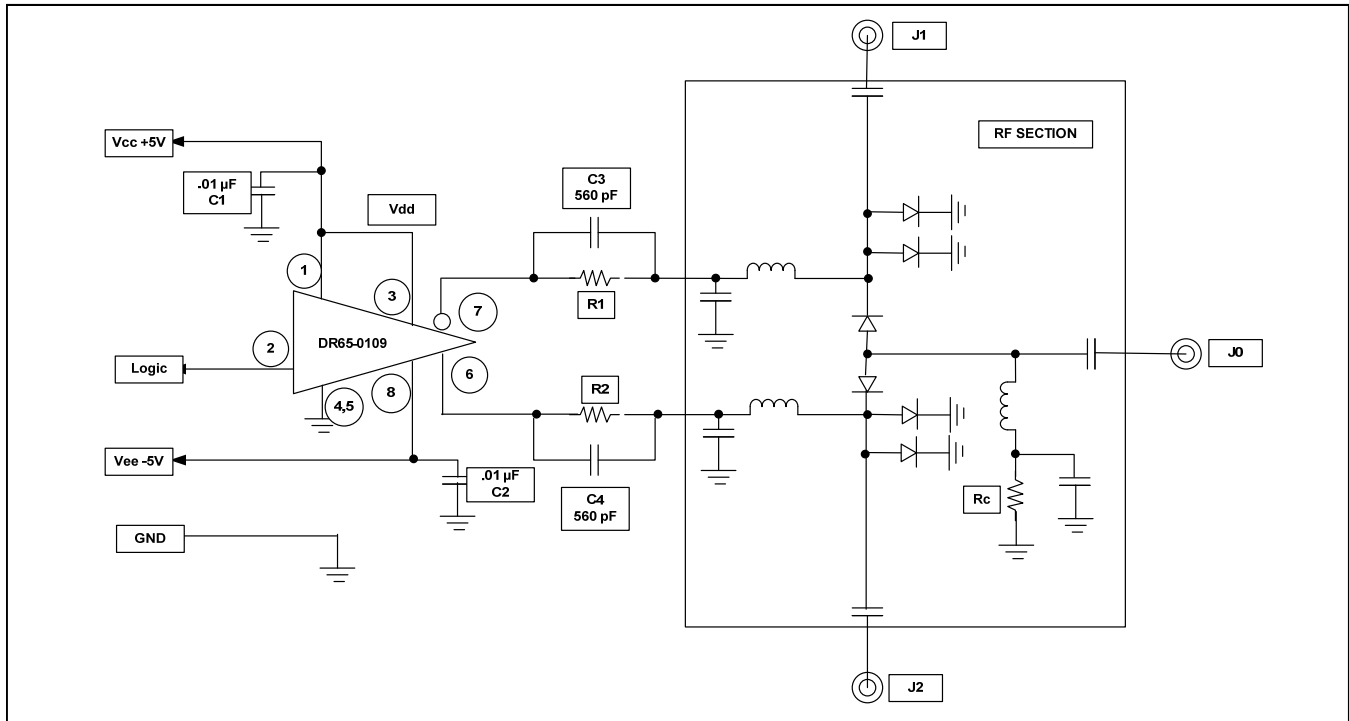 J1
RF SECTION
Vcc +5V
.01 µF
C1
Vdd
C3
560 pF
R1
1
3
7
DR65-0109
2
Logic
6
8
4,5
R2
J0
Vee -5V
.01 µF
C2
C4
560 pF
Rc
GND
J2